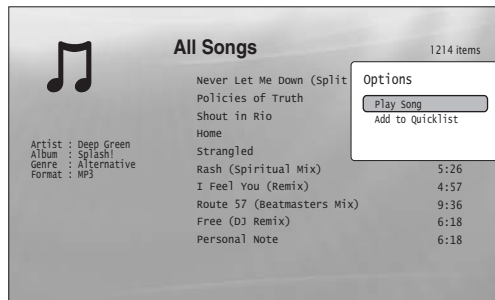 All Songs
1214 items
Never Let Me Down (Split
Policies of Truth
Shout in Rio
Home
Strangled
Rash (Spiritual Mix) 5:26
I Feel You (Remix) 4:57
Route 57 (Beatmasters Mix) 9:36
Free (DJ Remix) 6:18
Personal Note 6:18
Options
Play Song
Add to Quicklist
Artist : Deep Green
Album : Splash!
Genre : Alternative
Format : MP3